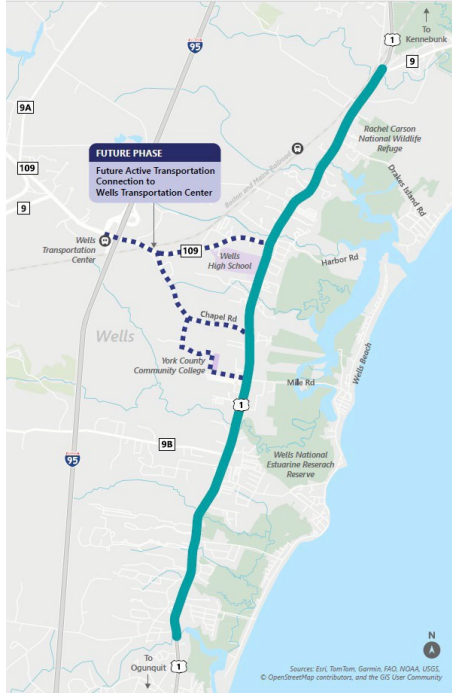 To
Kennebunk
1
95
9
9A
Rachel Carson
National Wildlife
Refuge
FUTURE PHASE
Future Active Transportation
Connection to
Wells Transportation Center
Boston and Maine Railroad
109
Drakes Island Rd
9
Wells
Transportation
Center
109
Wells
High School
Harbor Rd
Chapel Rd
Wells
York County
Community College
Mile Rd
Wells Beach
1
9B
95
Wells National
Estuarine Reserach
Reserve
N
To
Ogunquit
1
Sources: Esri, TomTom, Garmin, FAO, NOAA, USGS,
© OpenStreetMap contributors, and the GIS User Community